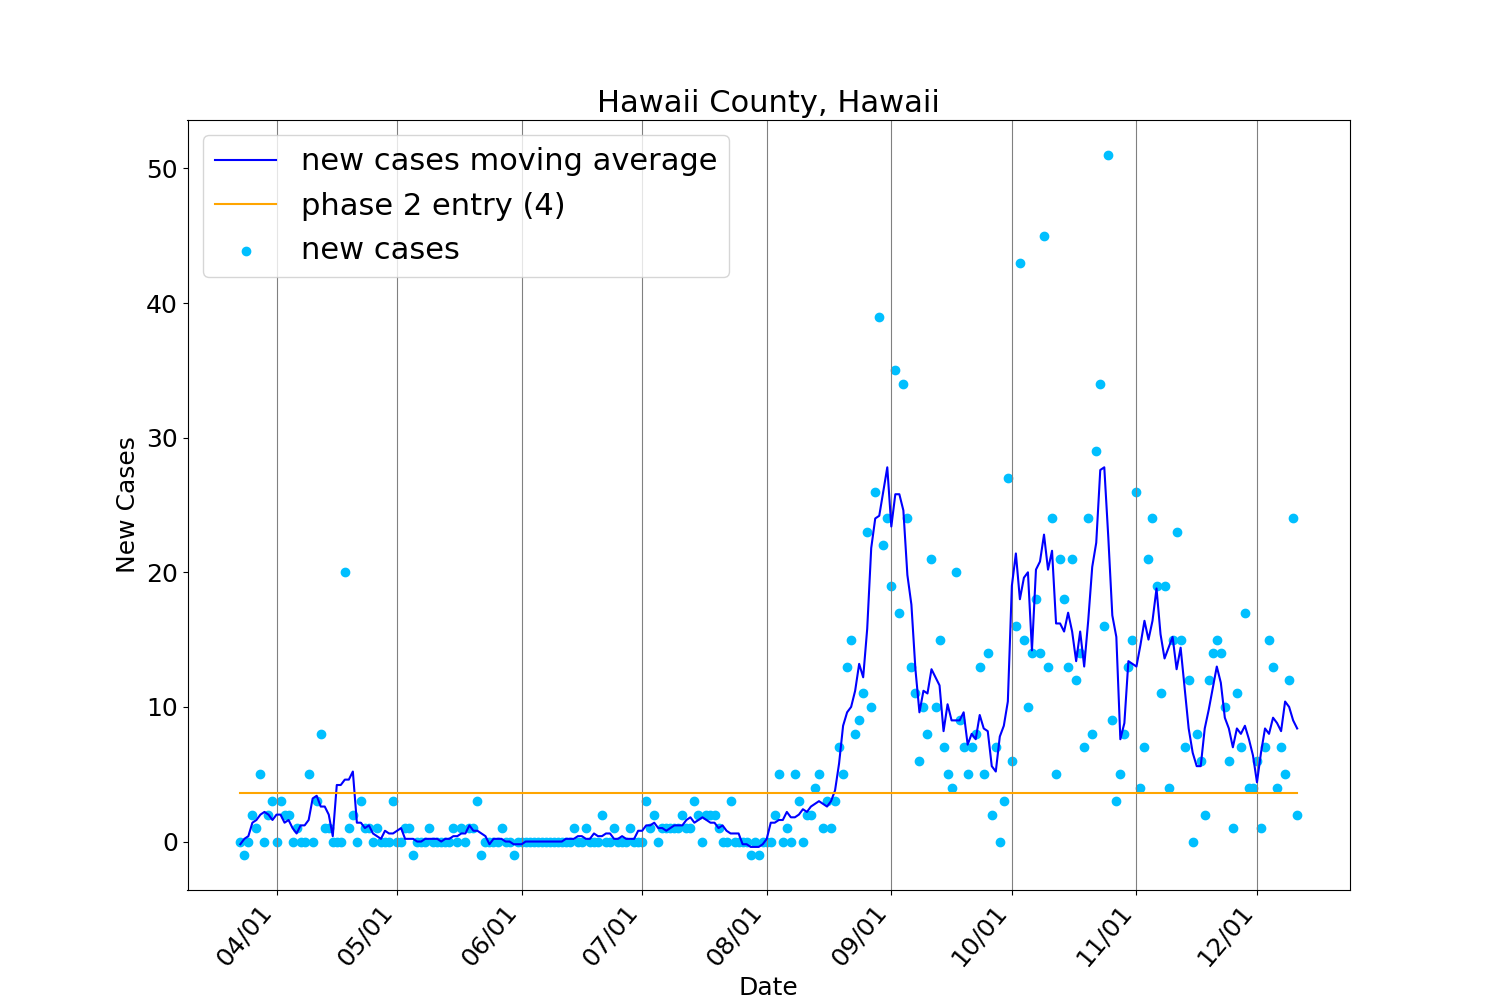 Hawaii County, Hawaii
new cases moving average
phase 2 entry (4)
new cases
50
40
30
20
10
0
New Cases
04/01
05/01
06/01
07/01
08/01
09/01
10/01
11/01
12/01
Date